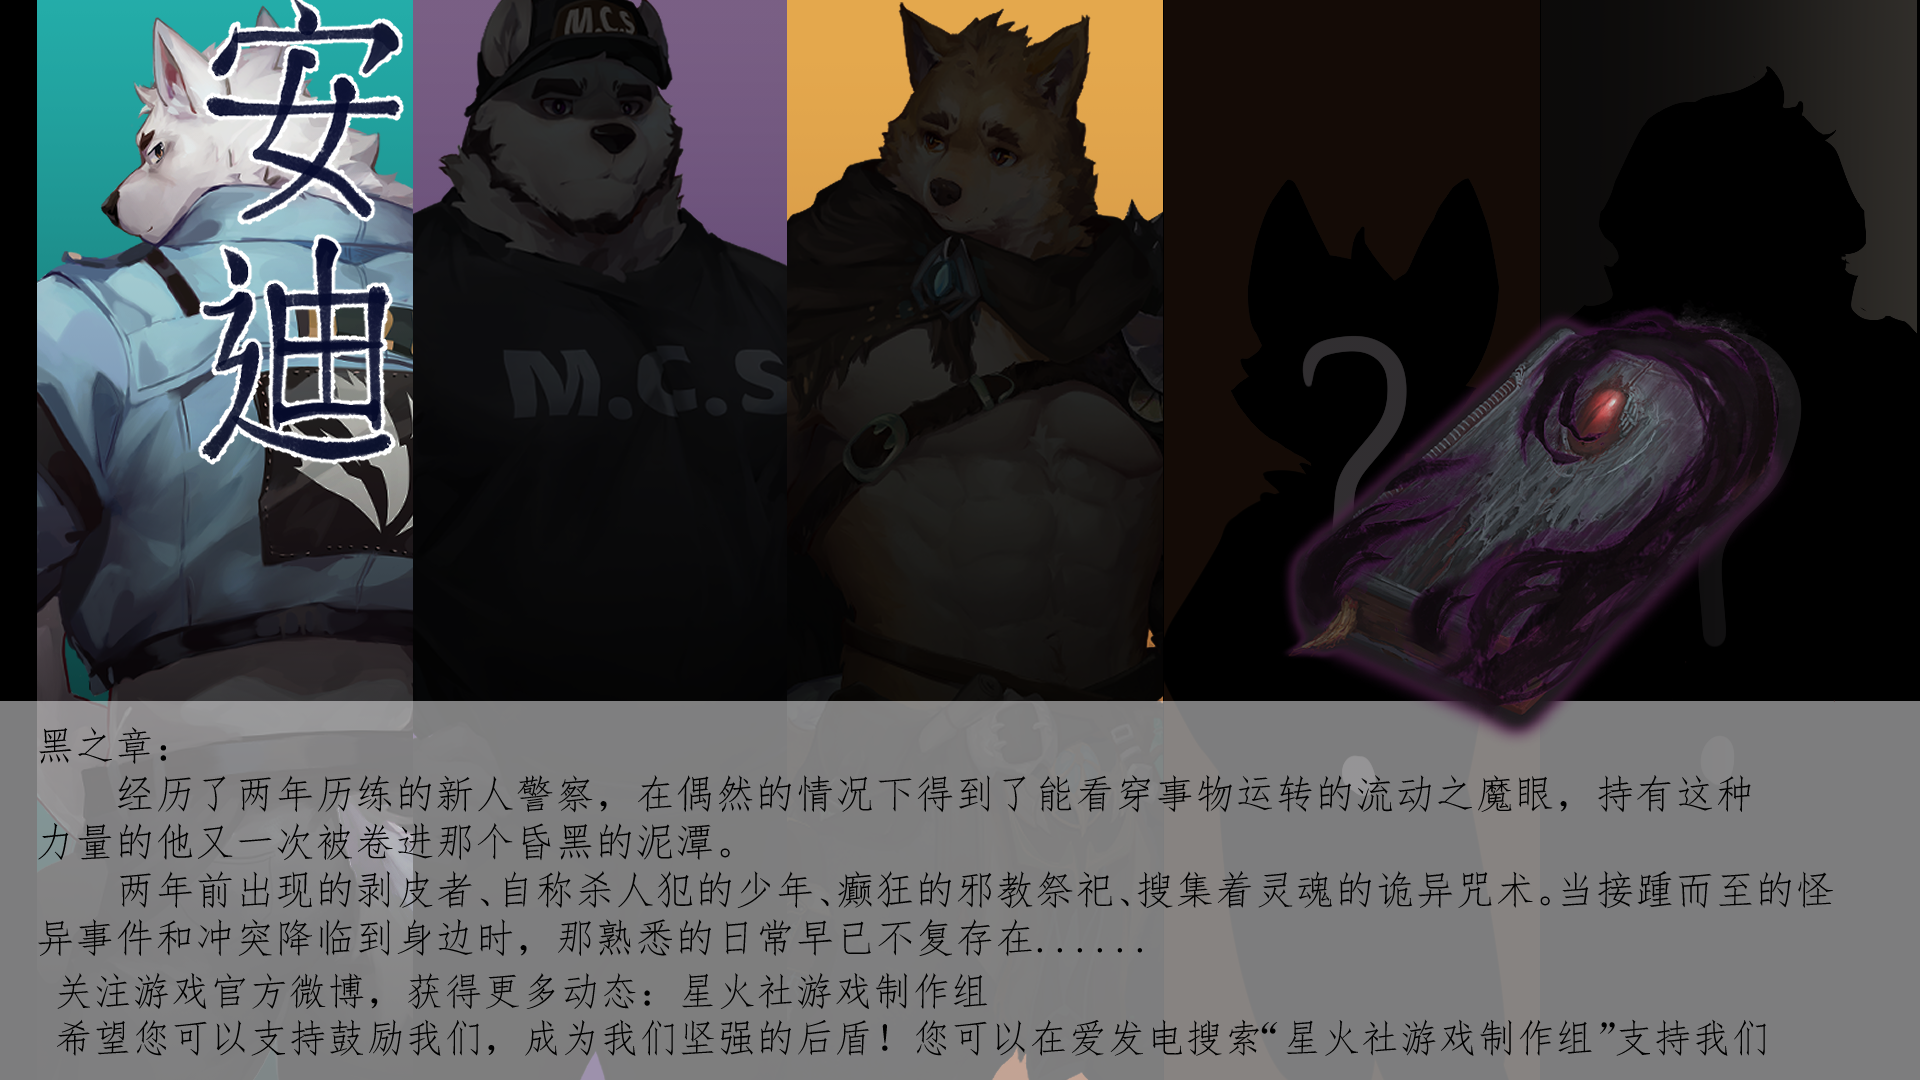 安迪
M.C.S
M.C.S
黑之章：
经历了两年历练的新人警察，在偶然的情况下得到了能看穿事物运转的流动之魔眼，持有这种
力量的他又一次被卷进那个昏黑的泥潭。
两年前出现的剥皮者、自称杀人犯的少年、癫狂的邪教祭祀、搜集着灵魂的诡异咒术。当接踵而至的怪
异事件和冲突降临到身边时，那熟悉的日常早已不复存在......
关注游戏官方微博，获得更多动态：星火社游戏制作组
希望您可以支持鼓励我们，成为我们坚强的后盾！您可以在爱发电搜索“星火社游戏制作组”支持我们